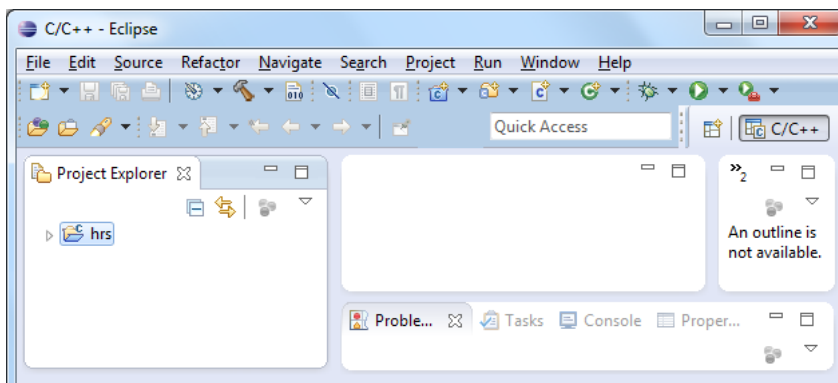 C/C++ - Eclipse
File Edit Source Refactor Navigate Search Project Run Window Help
010
Quick Access
C/C++
Project Explorer
»2
hrs
An outline is
not available.
Proble... Tasks Console Proper...